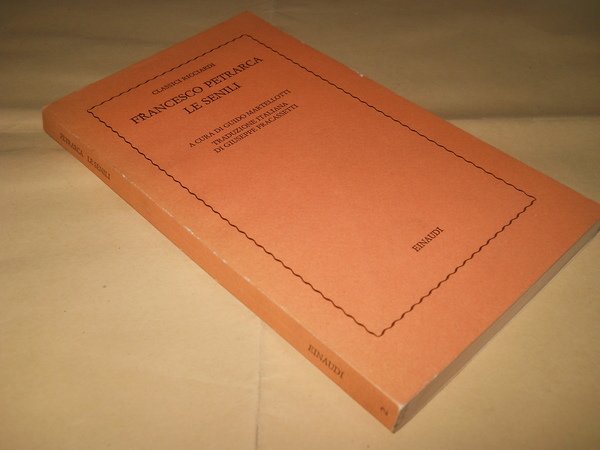 CLASSICI RICCIARDI
FRANCESCO PETRARCA
LE SENILI
A CURA DI GUIDO MARTELLOTTI
TRADUZIONE ITALIANA
DI GIUSEPPE FRACASSETTI
EINAUDI
PETRARCA LE SENILI
EINAUDI
2